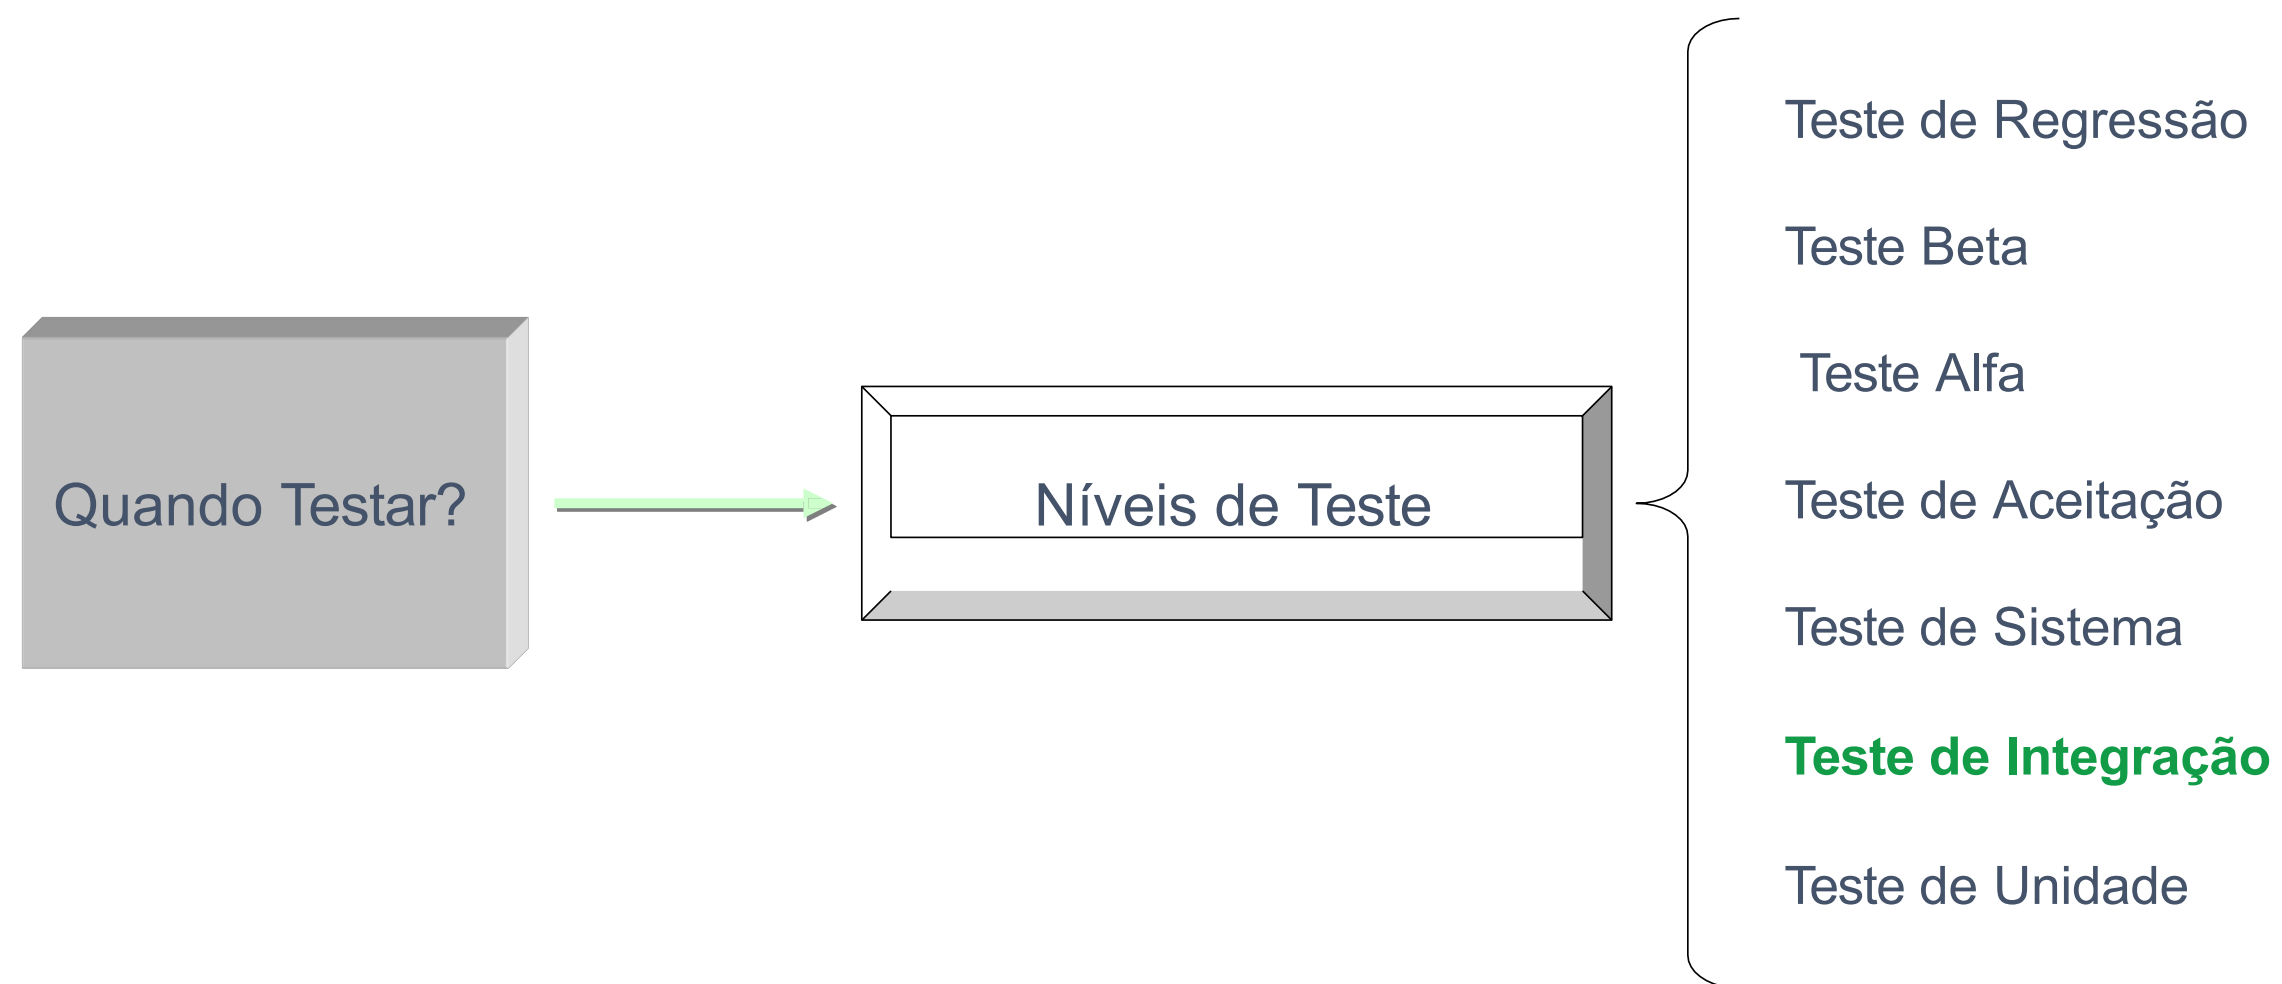 Quando Testar?
Níveis de Teste
Teste de Regressão
Teste Beta
Teste Alfa
Teste de Aceitação
Teste de Sistema
Teste de Integração
Teste de Unidade